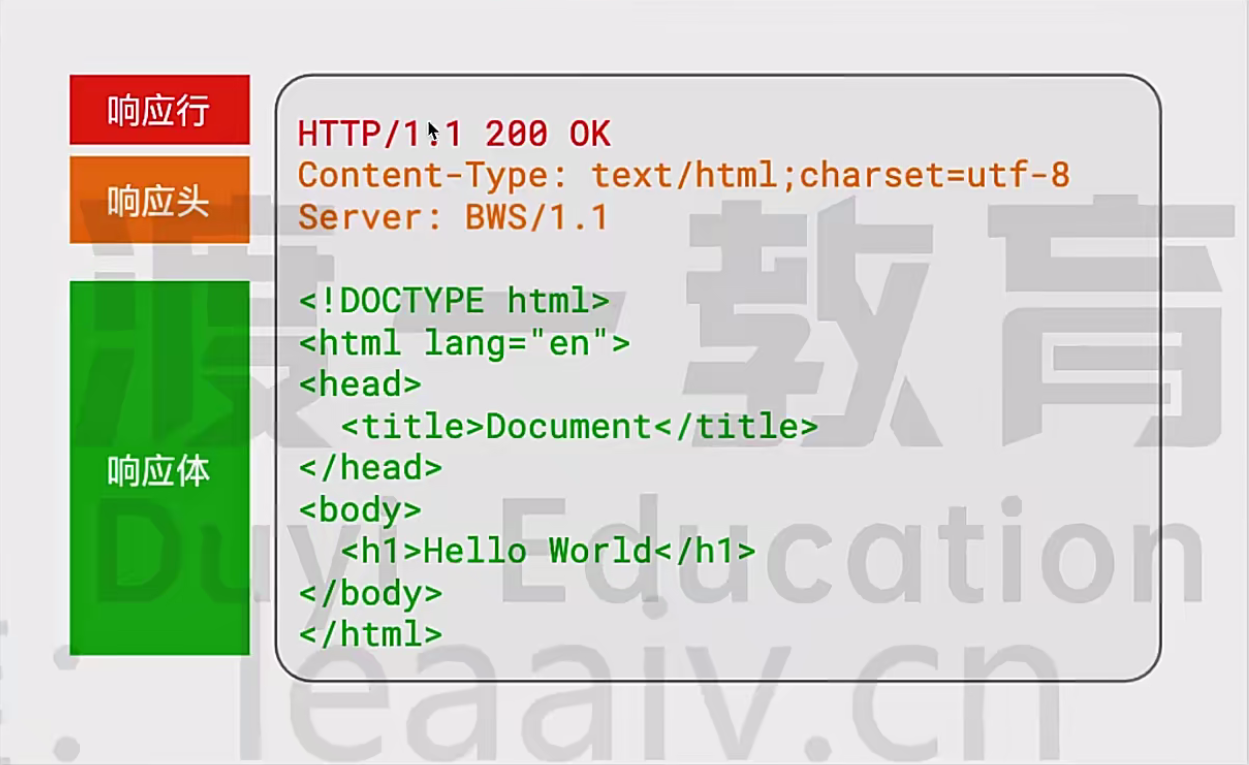 响应行
HTTP/1.1 200 OK
响应头
Content-Type: text/html;charset=utf-8
Server: BWS/1.1
响应体
<!DOCTYPE html>
<html lang="en">
<head>
  <title>Document</title>
</head>
<body>
  <h1>Hello World</h1>
</body>
</html>
渡一教育
Duyi Education
: leaaiv.cn